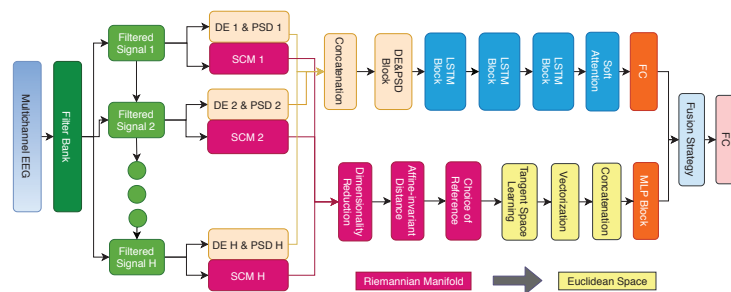 Multichannel EEG
Filter Bank
Filtered
Signal 1
Filtered
Signal 2
Filtered
Signal H
DE 1 & PSD 1
SCM 1
DE 2 & PSD 2
SCM 2
DE H & PSD H
SCM H
Concatenation
DE&PSD
Block
LSTM
Block
LSTM
Block
LSTM
Block
Soft
Attention
FC
Dimensionality
Reduction
Affine-invariant
Distance
Choice of
Reference
Tangent Space
Learning
Vectorization
Concatenation
MLP Block
Fusion Strategy
FC
Riemannian Manifold
Euclidean Space